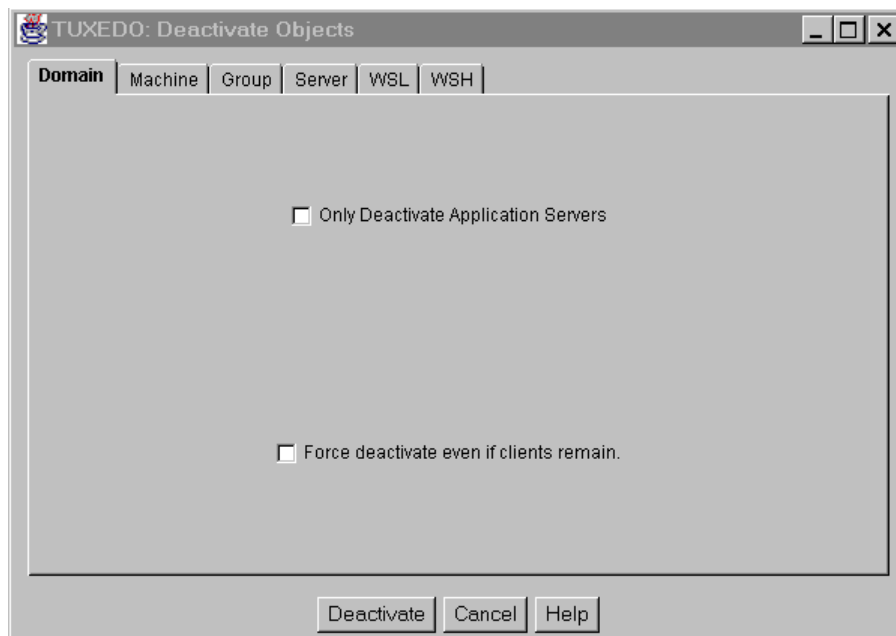 TUXEDO: Deactivate Objects
Domain Machine Group Server WSL WSH
Only Deactivate Application Servers
Force deactivate even if clients remain.
Deactivate Cancel Help